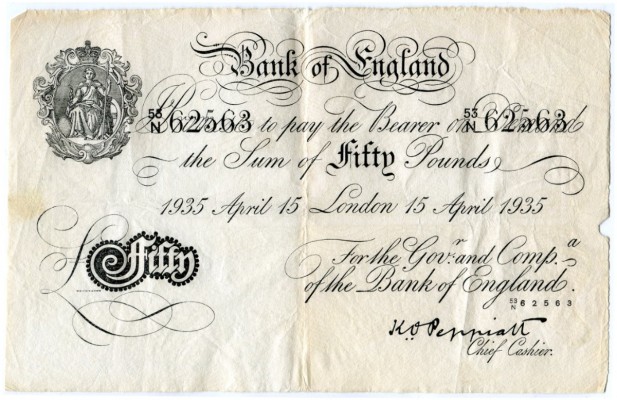 Bank of England
53/N 62563 53/N 62563
I Promise to pay the Bearer on Demand
the Sum of Fifty Pounds
1935 April 15 London 15 April 1935
£ Fifty
For the Govr. and Compa.
of the Bank of England.
53/N 62563
K. O. Peppiatt
Chief Cashier.